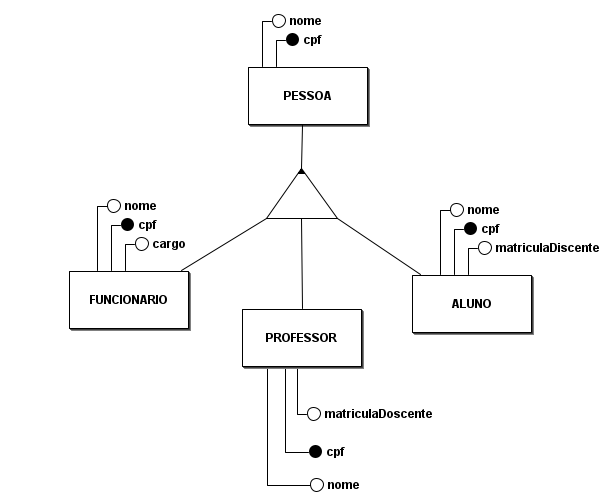 nome
cpf
PESSOA
nome
cpf
cargo
FUNCIONARIO
nome
cpf
matriculaDiscente
ALUNO
PROFESSOR
matriculaDoscente
cpf
nome